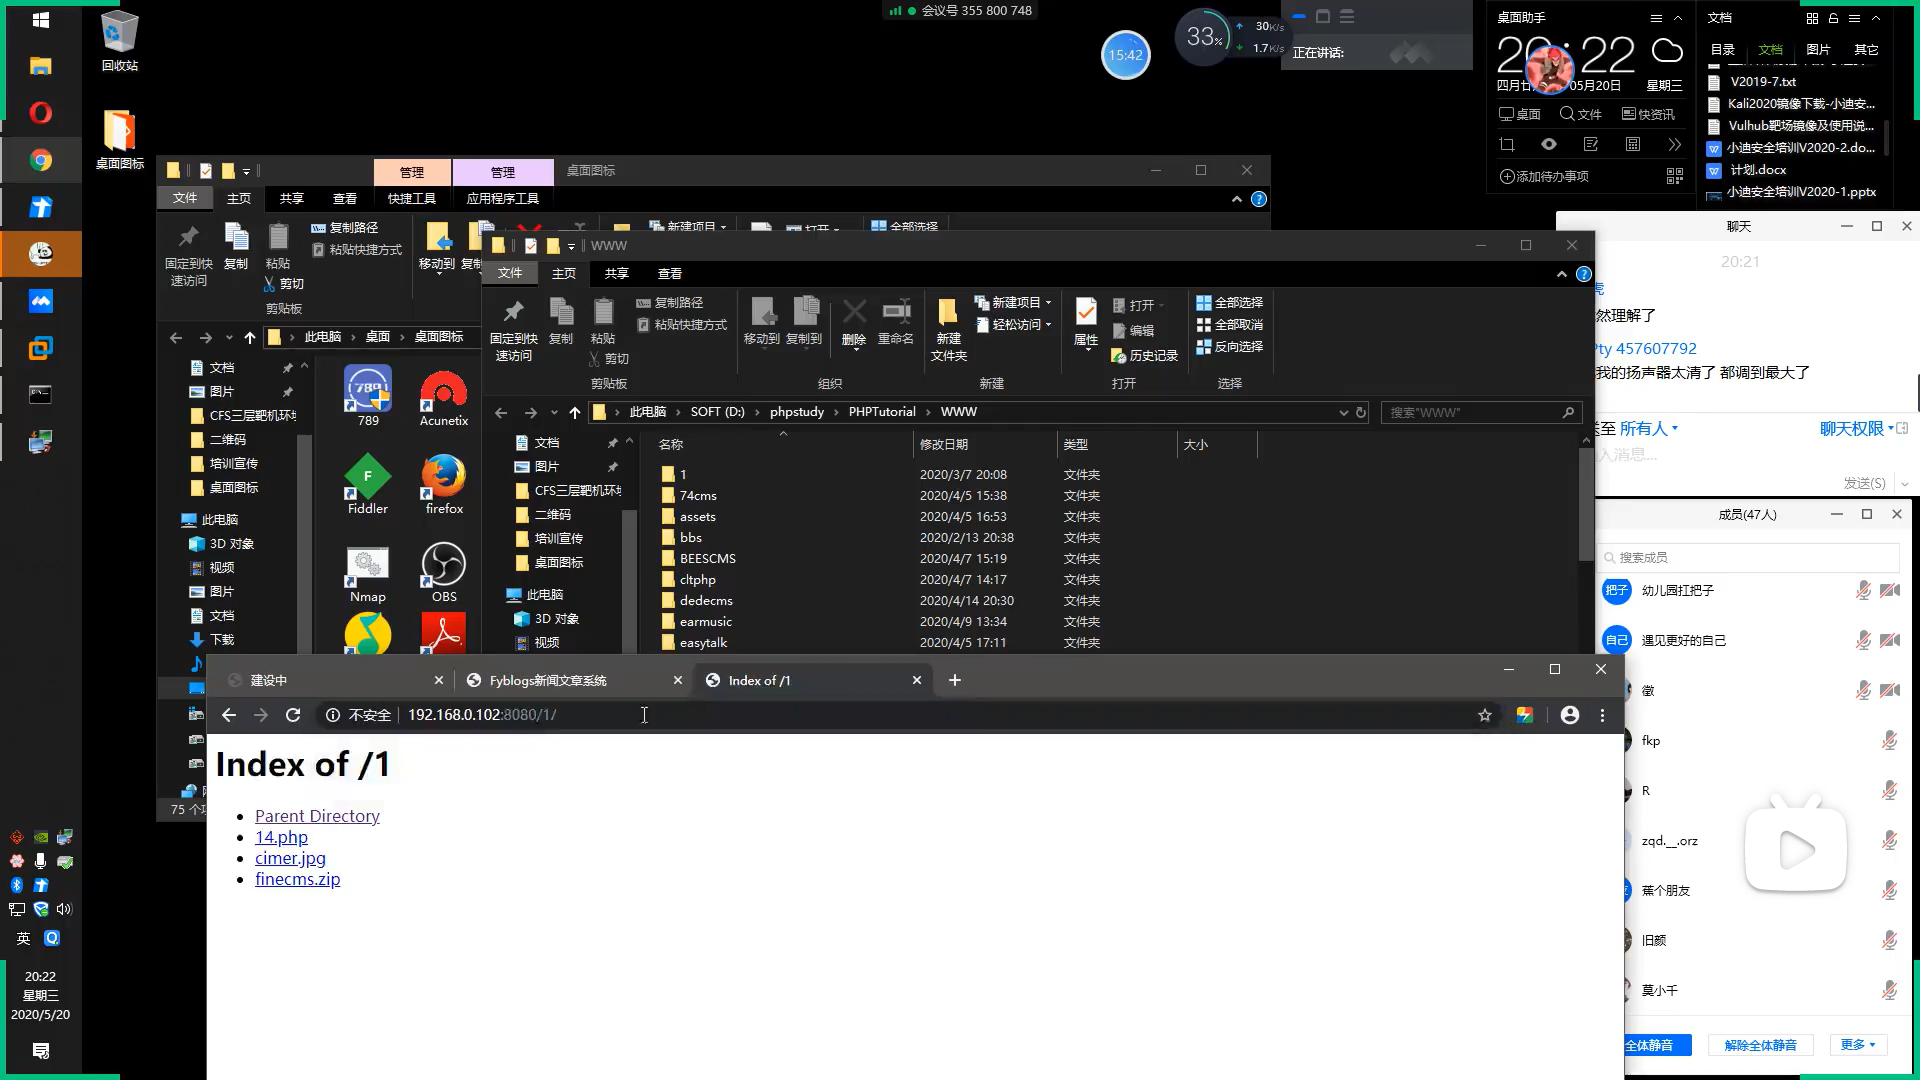 会议号 355 800 748
15:42
33%
30K/s
1.7K/s
正在讲话:
回收站
桌面图标
桌面助手
22
05月20日
星期三
桌面
文件
快资讯
添加待办事项
文档
目录
文档
图片
其它
V2019-7.txt
Kali2020镜像下载-小迪安...
Vulhub靶场镜像及使用说...
小迪安全培训V2020-2.do...
计划.docx
小迪安全培训V2020-1.pptx
管理
管理
桌面图标
文件
主页
共享
查看
快捷工具
应用程序工具
固定到快
速访问
复制
粘贴
复制路径
粘贴快捷方式
剪切
剪贴板
移动到
新建项目
打开
全部选择
此电脑
桌面
桌面图标
文档
图片
CFS三层靶机环境
二维码
培训宣传
桌面图标
此电脑
3D 对象
视频
图片
文档
下载
75 个
789
Acunetix
Fiddler
firefox
Nmap
OBS
WWW
文件
主页
共享
查看
固定到快
速访问
复制
粘贴
复制路径
粘贴快捷方式
剪切
剪贴板
移动到
复制到
删除
重命名
组织
新建
文件夹
新建项目
轻松访问
新建
属性
打开
编辑
历史记录
打开
全部选择
全部取消
反向选择
选择
此电脑
SOFT (D:)
phpstudy
PHPTutorial
WWW
搜索"WWW"
文档
图片
CFS三层靶机环境
二维码
培训宣传
桌面图标
此电脑
3D 对象
视频
名称
修改日期
类型
大小
1 2020/3/7 20:08 文件夹
74cms 2020/4/5 15:38 文件夹
assets 2020/4/5 16:53 文件夹
bbs 2020/2/13 20:38 文件夹
BEESCMS 2020/4/7 15:19 文件夹
cltphp 2020/4/7 14:17 文件夹
dedecms 2020/4/14 20:30 文件夹
earmusic 2020/4/9 13:34 文件夹
easytalk 2020/4/5 17:11 文件夹
聊天
20:21
然理解了
ty 457607792
我的扬声器太清了 都调到最大了
所有人
聊天权限
入消息...
发送(S)
成员(47人)
搜索成员
把子
幼儿园扛把子
自己
遇见更好的自己
徽
fkp
R
zqd.__.orz
蕉个朋友
旧颜
莫小千
全体静音
解除全体静音
更多
建设中
Fyblogs新闻文章系统
Index of /1
不安全
192.168.0.102:8080/1/
Index of /1
Parent Directory
14.php
cimer.jpg
finecms.zip
英
20:22
星期三
2020/5/20